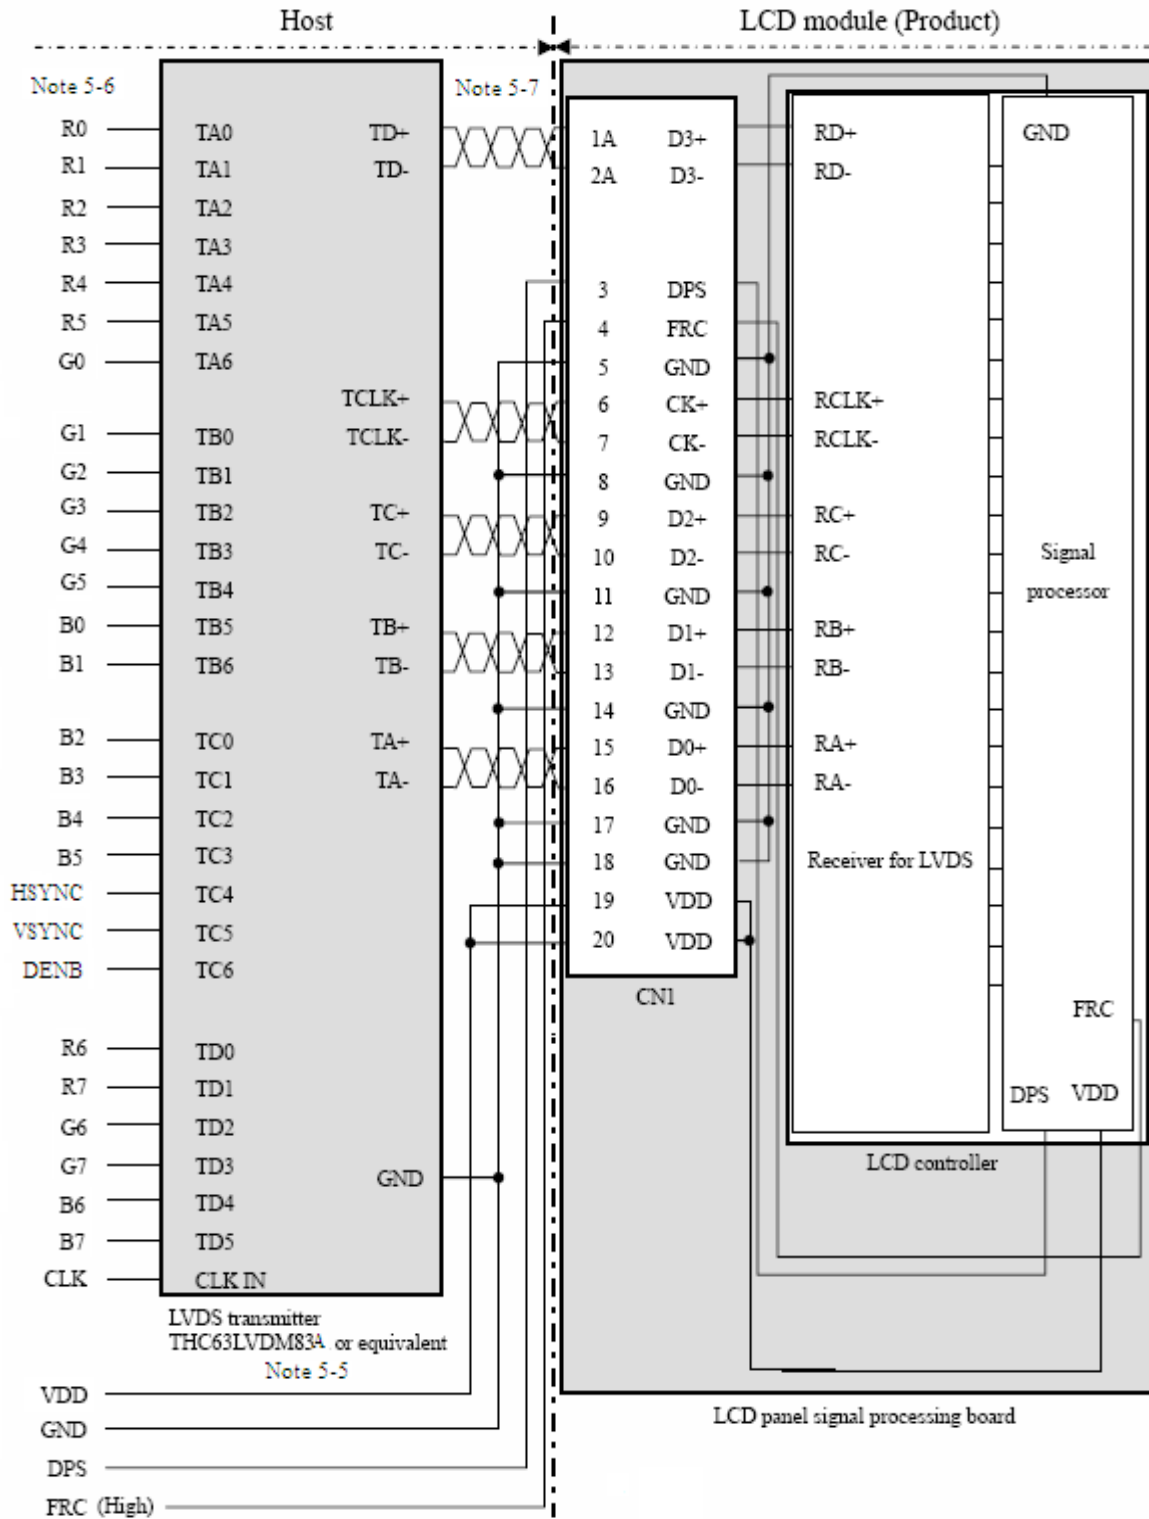 Host LCD module (Product)
Note 5-6 Note 5-7
R0 TA0 TD+ 1A D3+ RD+ GND
R1 TA1 TD- 2A D3- RD-
R2 TA2
R3 TA3
R4 TA4 3 DPS
R5 TA5 4 FRC
G0 TA6 5 GND
TCLK+ 6 CK+ RCLK+
G1 TB0 TCLK- 7 CK- RCLK-
G2 TB1 8 GND
G3 TB2 TC+ 9 D2+ RC+
G4 TB3 TC- 10 D2- RC- Signal
G5 TB4 11 GND processor
B0 TB5 TB+ 12 D1+ RB+
B1 TB6 TB- 13 D1- RB-
14 GND
B2 TC0 TA+ 15 D0+ RA+
B3 TC1 TA- 16 D0- RA-
B4 TC2 17 GND
B5 TC3 18 GND Receiver for LVDS
HSYNC TC4 19 VDD
VSYNC TC5 20 VDD
DENB TC6
CN1
FRC
R6 TD0
R7 TD1 DPS VDD
G6 TD2
G7 TD3 GND LCD controller
B6 TD4
B7 TD5
CLK CLK IN
LVDS transmitter
THC63LVDM83A or equivalent
Note 5-5
VDD
LCD panel signal processing board
GND
DPS
FRC (High)